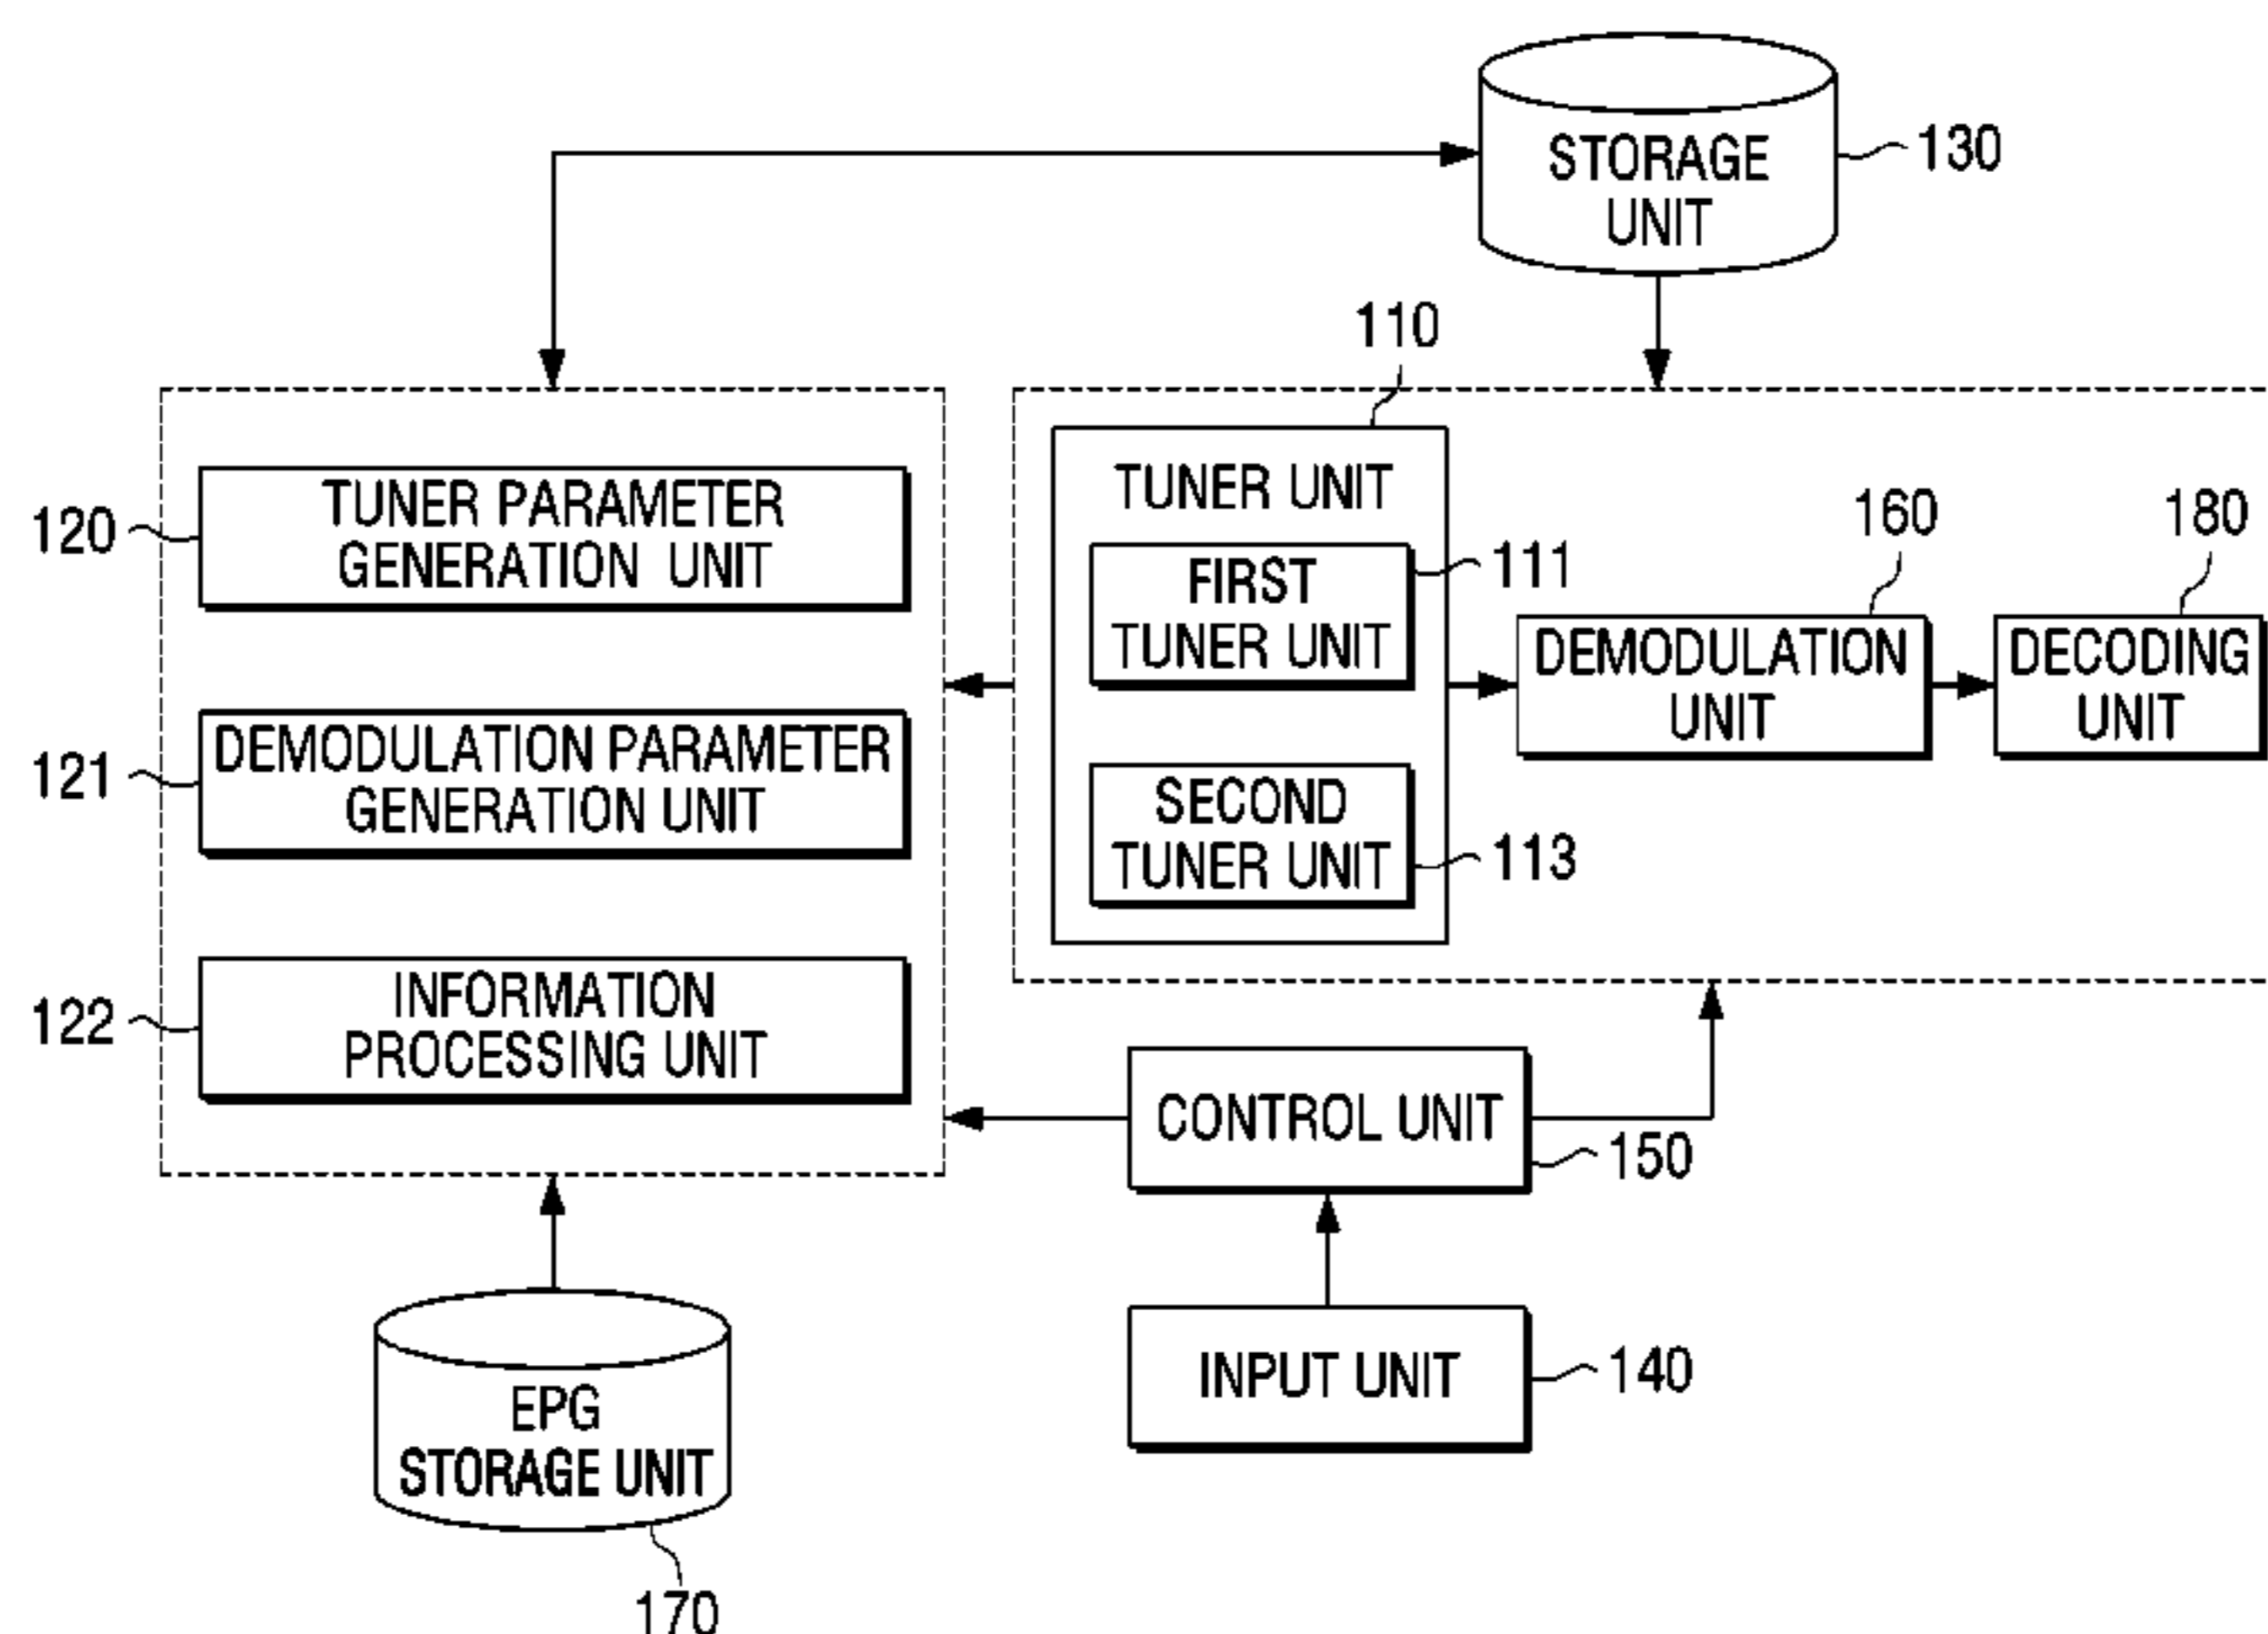 STORAGE
UNIT
130
110
120
TUNER PARAMETER
GENERATION UNIT
121
DEMODULATION PARAMETER
GENERATION UNIT
122
INFORMATION
PROCESSING UNIT
TUNER UNIT
FIRST
TUNER UNIT
111
SECOND
TUNER UNIT
113
160
DEMODULATION
UNIT
180
DECODING
UNIT
CONTROL UNIT
150
INPUT UNIT
140
EPG
STORAGE UNIT
170